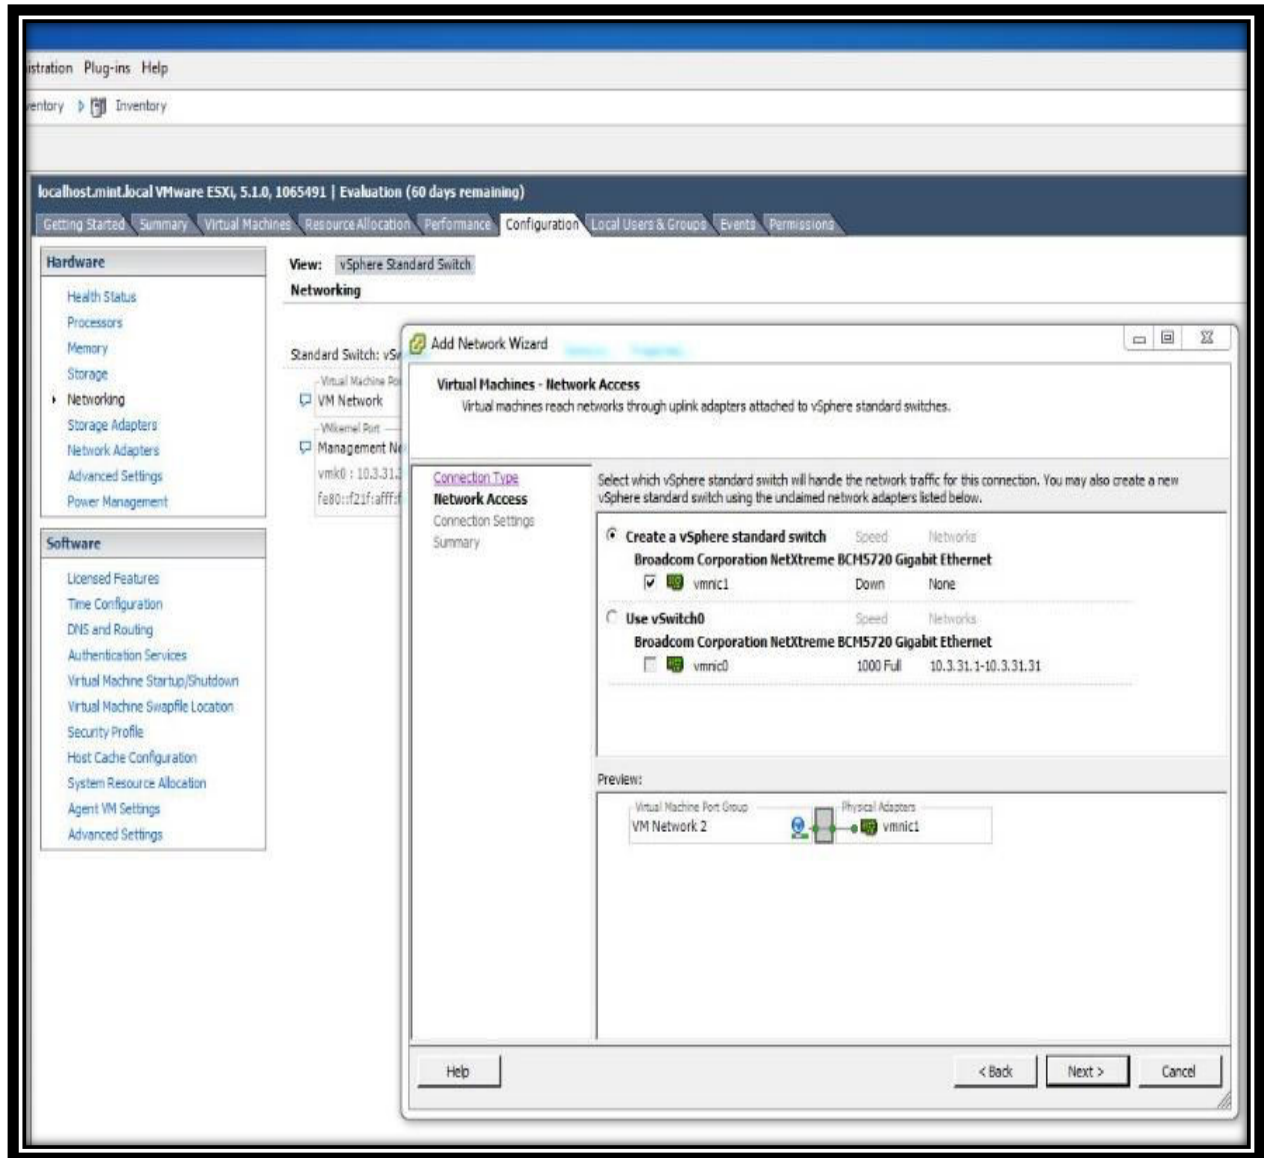 istration Plug-ins Help
entory Inventory
localhost.mint.local VMware ESXi, 5.1.0, 1065491 | Evaluation (60 days remaining)
Getting Started Summary Virtual Machines Resource Allocation Performance Configuration Local Users & Groups Events Permissions
Hardware
Health Status
Processors
Memory
Storage
Networking
Storage Adapters
Network Adapters
Advanced Settings
Power Management
Software
Licensed Features
Time Configuration
DNS and Routing
Authentication Services
Virtual Machine Startup/Shutdown
Virtual Machine Swapfile Location
Security Profile
Host Cache Configuration
System Resource Allocation
Agent VM Settings
Advanced Settings
View: vSphere Standard Switch
Networking
Standard Switch: vSw
Virtual Machine Por
VM Network
VMkernel Port
Management Ne
vmk0 : 10.3.31.3
fe80::f21f:afff:f
Add Network Wizard
Virtual Machines - Network Access
Virtual machines reach networks through uplink adapters attached to vSphere standard switches.
Connection Type
Network Access
Connection Settings
Summary
Select which vSphere standard switch will handle the network traffic for this connection. You may also create a new
vSphere standard switch using the unclaimed network adapters listed below.
Create a vSphere standard switch Speed Networks
Broadcom Corporation NetXtreme BCM5720 Gigabit Ethernet
vmnic1 Down None
Use vSwitch0 Speed Networks
Broadcom Corporation NetXtreme BCM5720 Gigabit Ethernet
vmnic0 1000 Full 10.3.31.1-10.3.31.31
Preview:
Virtual Machine Port Group Physical Adapters
VM Network 2 vmnic1
Help < Back Next > Cancel